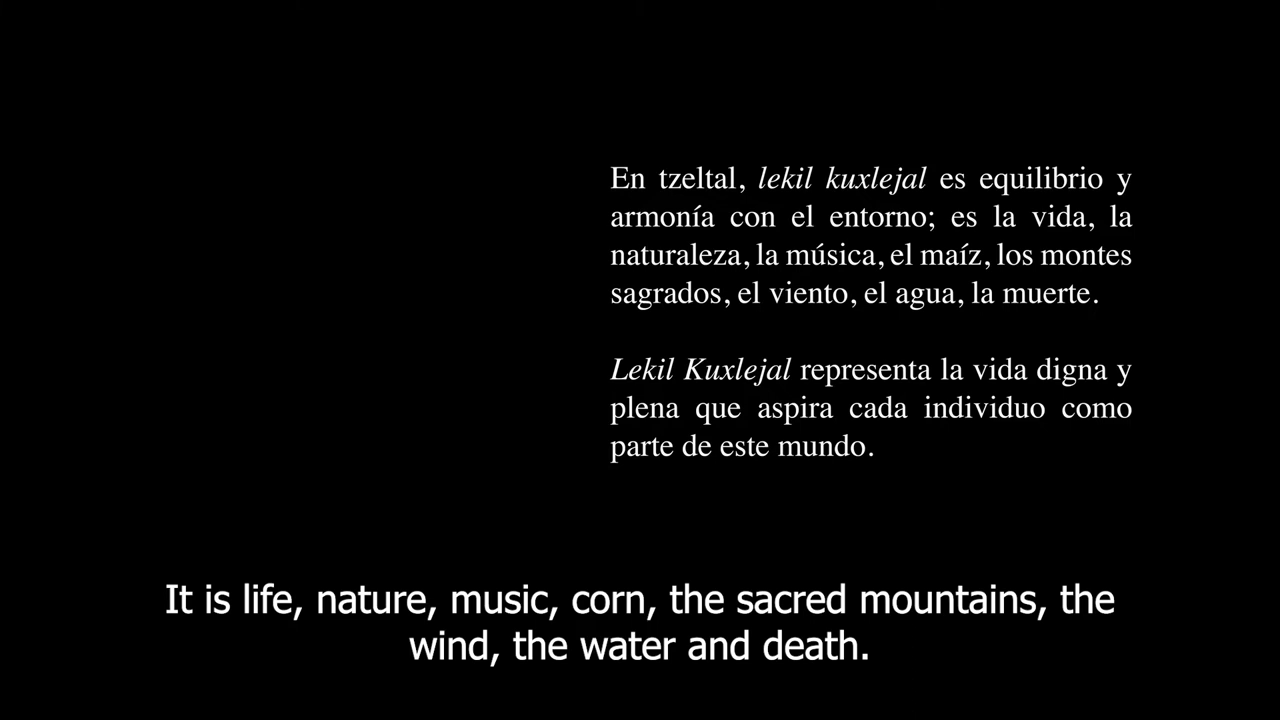 En tzeltal, lekil kuxlejal es equilibrio y
armonía con el entorno; es la vida, la
naturaleza, la música, el maíz, los montes
sagrados, el viento, el agua, la muerte.
Lekil Kuxlejal representa la vida digna y
plena que aspira cada individuo como
parte de este mundo.
It is life, nature, music, corn, the sacred mountains, the
wind, the water and death.